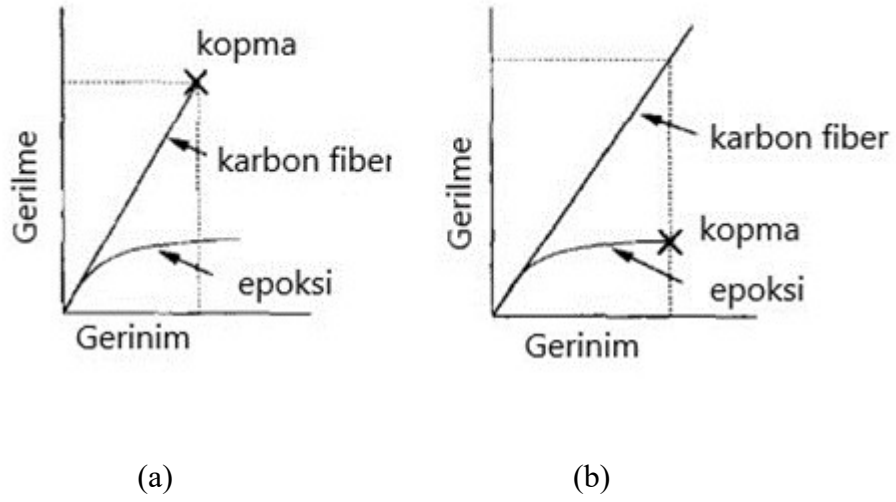 kopma
karbon fiber
epoksi
Gerilme
Gerinim
(a)
karbon fiber
kopma
epoksi
Gerilme
Gerinim
(b)